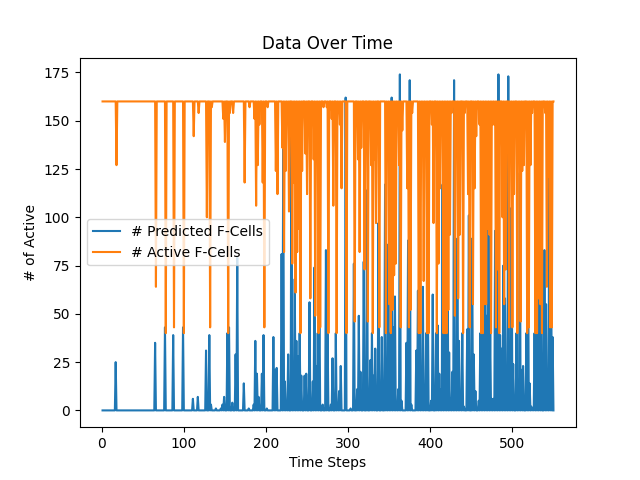 Data Over Time
175
150
125
100
75
50
25
0
# of Active
# Predicted F-Cells
# Active F-Cells
0 100 200 300 400 500
Time Steps